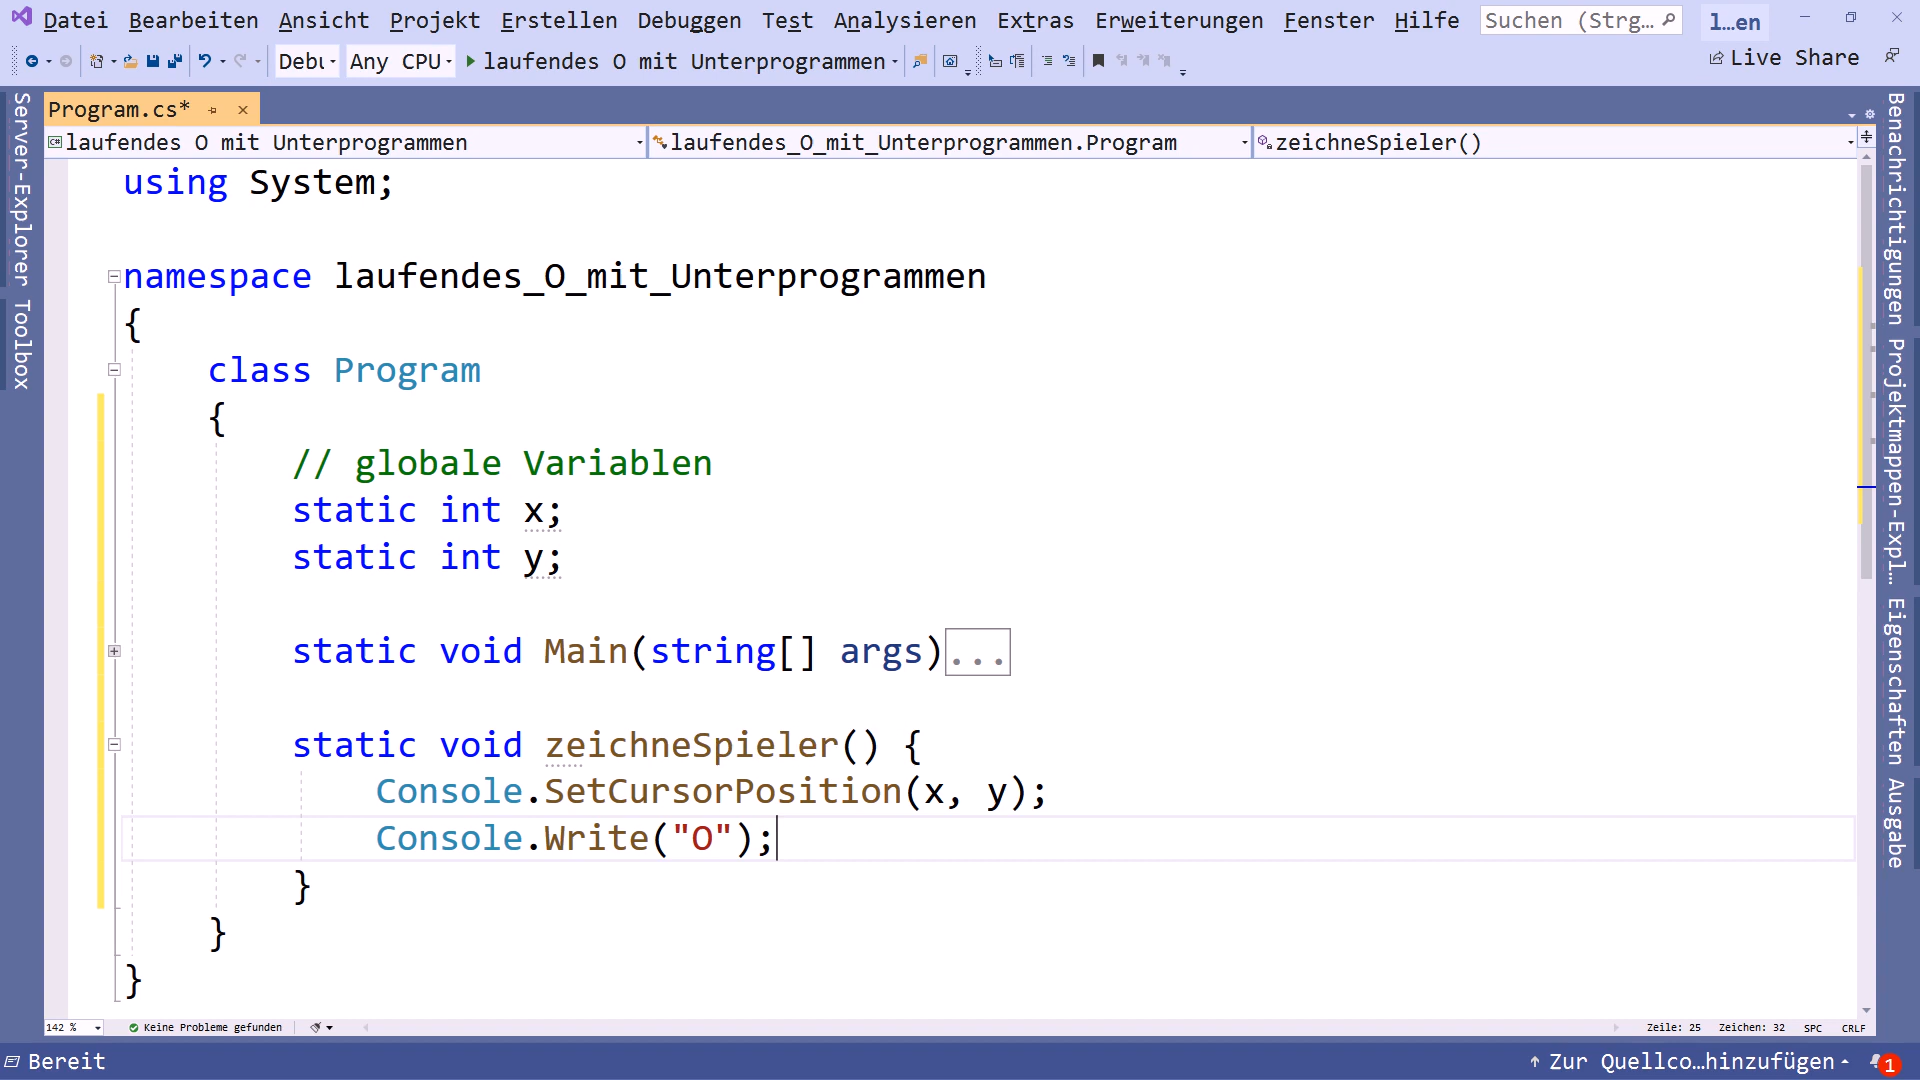 Datei Bearbeiten Ansicht Projekt Erstellen Debuggen Test Analysieren Extras Erweiterungen Fenster Hilfe Suchen (Strg... l...en
Debu Any CPU laufendes O mit Unterprogrammen Live Share
Program.cs*
laufendes O mit Unterprogrammen laufendes_O_mit_Unterprogrammen.Program zeichneSpieler()
Server-Explorer
Toolbox
using System;
namespace laufendes_O_mit_Unterprogrammen
{
class Program
{
// globale Variablen
static int x;
static int y;
static void Main(string[] args)...
static void zeichneSpieler() {
Console.SetCursorPosition(x, y);
Console.Write("O");
}
}
}
Benachrichtigungen
Projektmappen-Expl...
Eigenschaften
Ausgabe
142 % Keine Probleme gefunden Zeile: 25 Zeichen: 32 SPC CRLF
Bereit Zur Quellco...hinzufügen 1